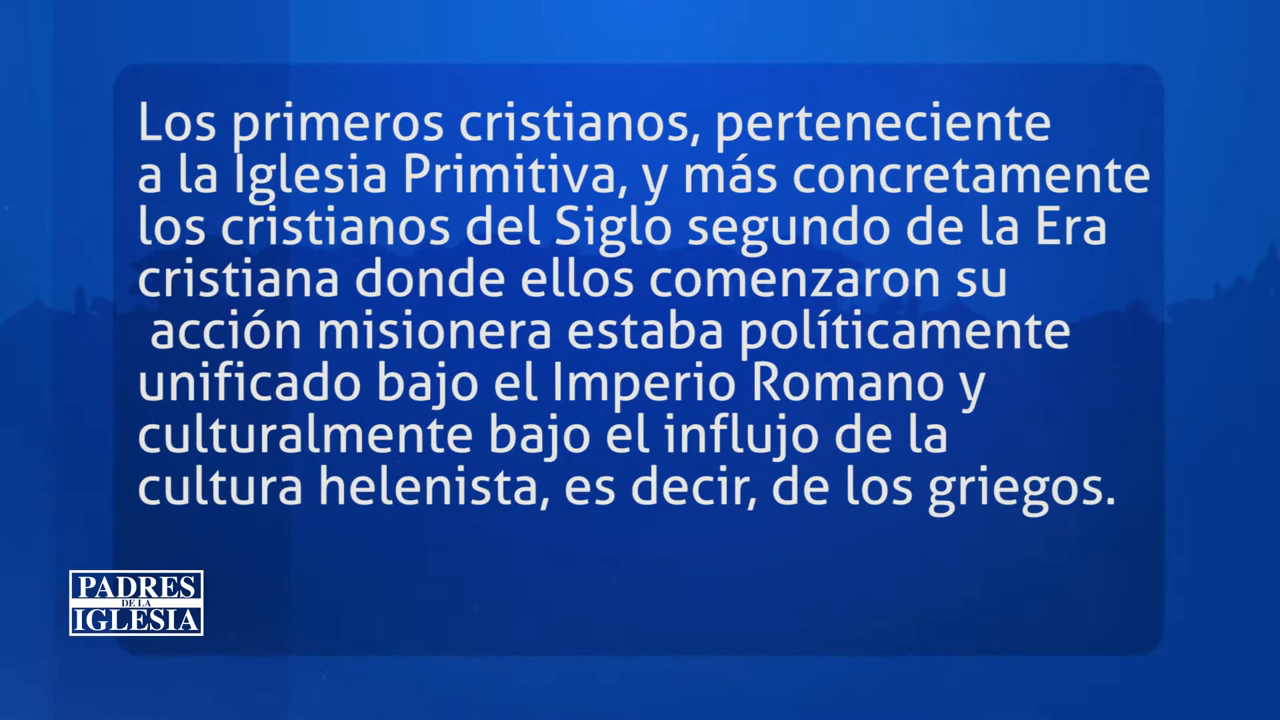 Los primeros cristianos, perteneciente
a la Iglesia Primitiva, y más concretamente
los cristianos del Siglo segundo de la Era
cristiana donde ellos comenzaron su
acción misionera estaba políticamente
unificado bajo el Imperio Romano y
culturalmente bajo el influjo de la
cultura helenista, es decir, de los griegos.
PADRES
DE LA
IGLESIA